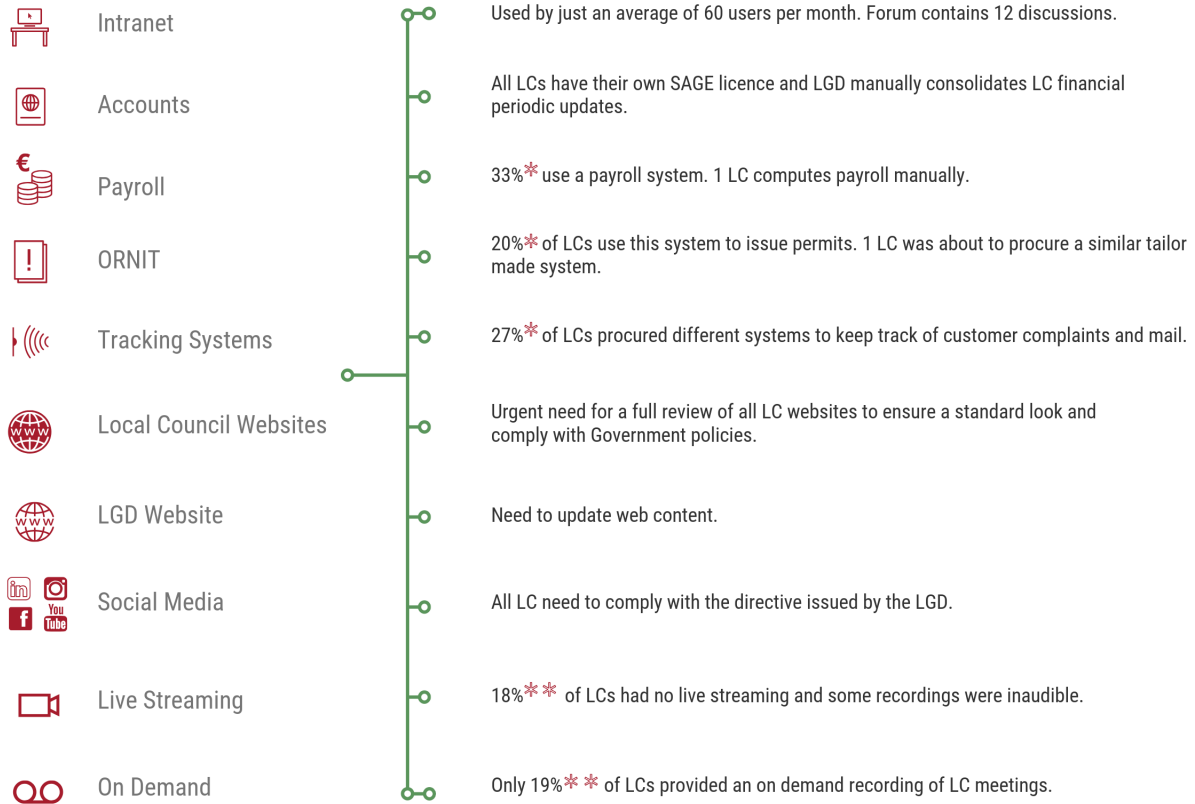 Intranet
Used by just an average of 60 users per month. Forum contains 12 discussions.
Accounts
All LCs have their own SAGE licence and LGD manually consolidates LC financial
periodic updates.
€
Payroll
33%* use a payroll system. 1 LC computes payroll manually.
!
ORNIT
20%* of LCs use this system to issue permits. 1 LC was about to procure a similar tailor
made system.
Tracking Systems
27%* of LCs procured different systems to keep track of customer complaints and mail.
www
Local Council Websites
Urgent need for a full review of all LC websites to ensure a standard look and
comply with Government policies.
www
LGD Website
Need to update web content.
in
f
You
Tube
Social Media
All LC need to comply with the directive issued by the LGD.
Live Streaming
18%** of LCs had no live streaming and some recordings were inaudible.
On Demand
Only 19%** of LCs provided an on demand recording of LC meetings.